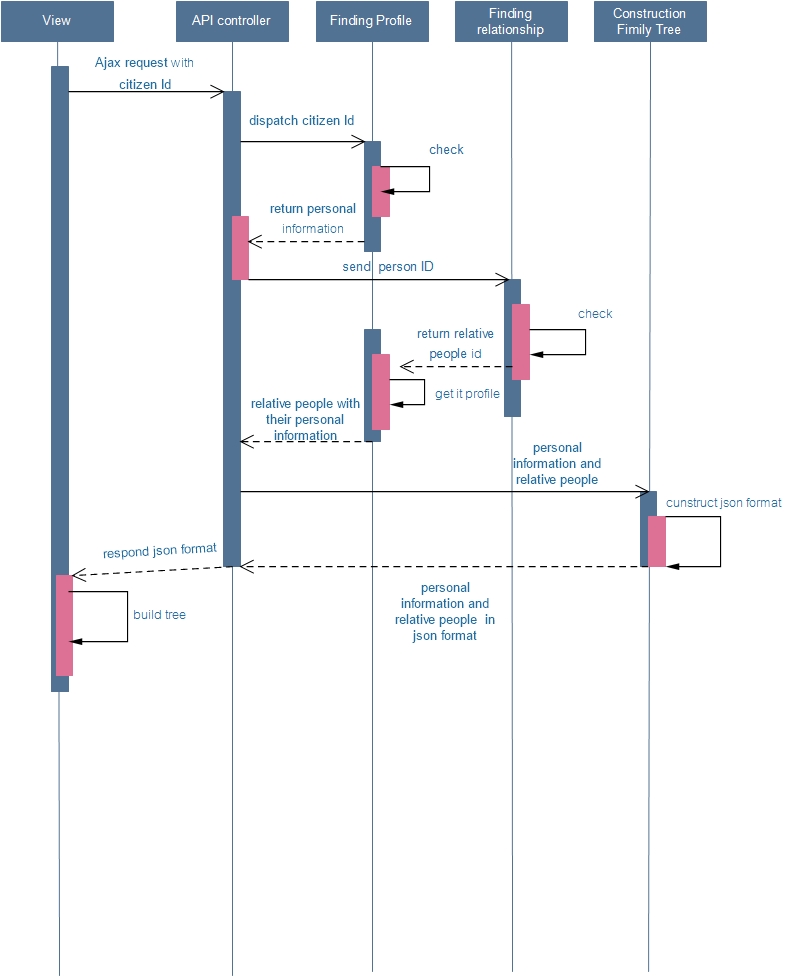 View
API controller
Finding Profile
Finding
relationship
Construction
Fimily Tree
Ajax request with
citizen Id
dispatch citizen Id
check
return personal
information
send person ID
check
return relative
people id
get it profile
relative people with
their personal
information
personal
information and
relative people
cunstruct json format
respond json format
personal
information and
relative people in
json format
build tree